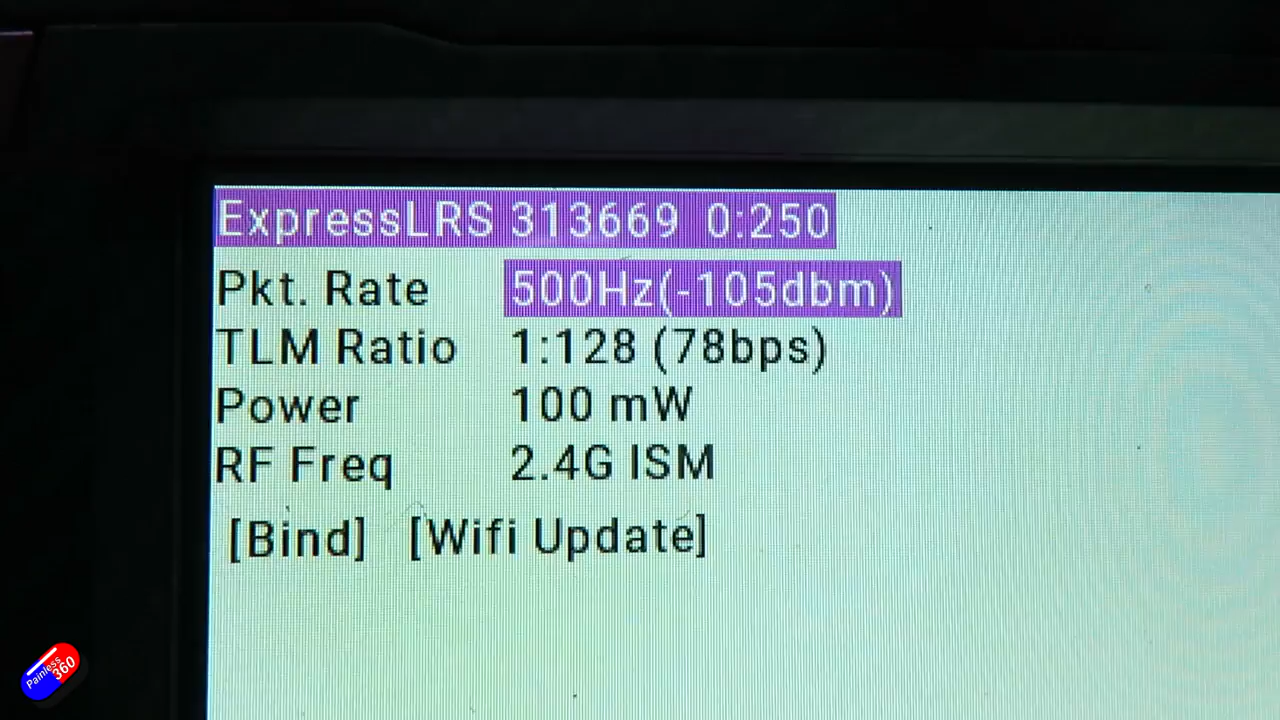 ExpressLRS 313669 0:250
Pkt. Rate 500Hz(-105dbm)
TLM Ratio 1:128 (78bps)
Power 100 mW
RF Freq 2.4G ISM
[Bind] [Wifi Update]
Painless
360